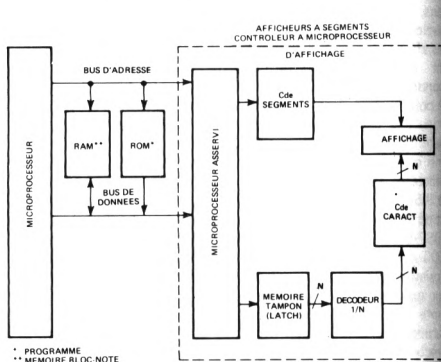 AFFICHEURS A SEGMENTS
CONTROLEUR A MICROPROCESSEUR
D'AFFICHAGE
MICROPROCESSEUR
BUS D'ADRESSE
RAM**
ROM*
BUS DE
DONNEES
MICROPROCESSEUR ASSERVI
Cde
SEGMENTS
AFFICHAGE
N
Cde
CARACT
N
MEMOIRE
TAMPON
(LATCH)
N
DECODEUR
1/N
* PROGRAMME
** MEMOIRE BLOC-NOTE